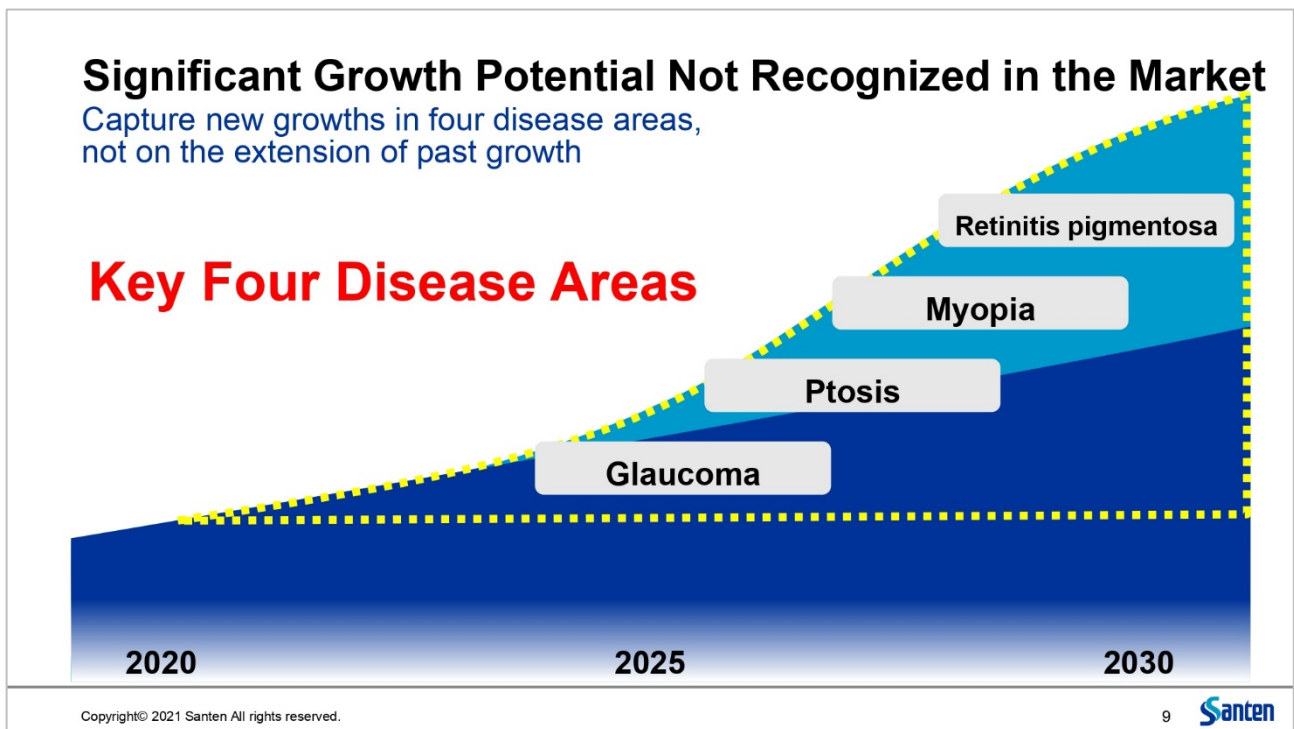 Significant Growth Potential Not Recognized in the Market
Capture new growths in four disease areas,
not on the extension of past growth
Key Four Disease Areas
Retinitis pigmentosa
Myopia
Ptosis
Glaucoma
2020 2025 2030
Copyright© 2021 Santen All rights reserved. 9 Santen